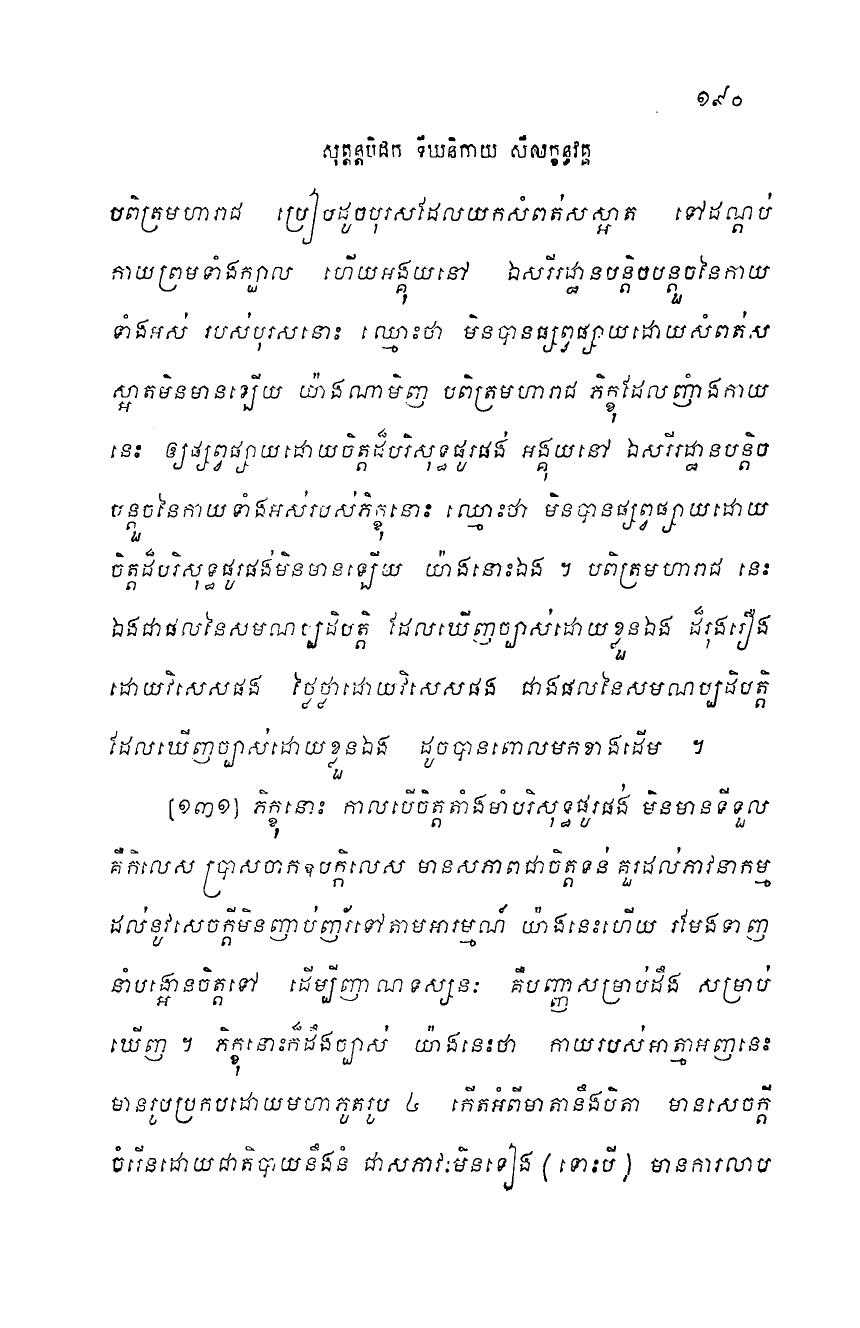 ១៩០
សុត្តន្តបិដក ទីឃនិកាយ សីលក្ខន្ធវគ្គ
បពិត្រមហារាជ ប្រៀបដូចបុរសដែលយកសំពត់សស្អាត ទៅដណ្តប់
កាយព្រមទាំងក្បាល ហើយអង្គុយនៅ ឯសរីរដ្ឋានបន្តិចបន្តួចនៃកាយ
ទាំងអស់ របស់បុរសនោះ ឈ្មោះថា មិនបានផ្សព្វផ្សាយដោយសំពត់ស
ស្អាតមិនមានឡើយ យ៉ាងណាមិញ បពិត្រមហារាជ ភិក្ខុដែលញុំាងកាយ
នេះ ឲ្យផ្សព្វផ្សាយដោយចិត្តដ៏បរិសុទ្ធផូរផង់ អង្គុយនៅ ឯសរីរដ្ឋានបន្តិច
បន្តួចនៃកាយទាំងអស់របស់ភិក្ខុនោះ ឈ្មោះថា មិនបានផ្សព្វផ្សាយដោយ
ចិត្តដ៏បរិសុទ្ធផូរផង់មិនមានឡើយ យ៉ាងនោះឯង ។ បពិត្រមហារាជ នេះ
ឯងជាផលនៃសមណប្បដិបត្តិ ដែលឃើញច្បាស់ដោយខ្លួនឯង ដ៏រុងរឿង
ដោយវិសេសផង ថ្លៃថ្លាដោយវិសេសផង ជាងផលនៃសមណប្បដិបត្តិ
ដែលឃើញច្បាស់ដោយខ្លួនឯង ដូចបានពោលមកខាងដើម ។
[១៣១] ភិក្ខុនោះ កាលបើចិត្តតាំងមាំបរិសុទ្ធផូរផង់ មិនមានទីទួល
គឺកិលេស ប្រាសចាកឧបក្កិលេស មានសភាពជាចិត្តទន់ គួរដល់ភាវនាកម្ម
ដល់នូវសេចក្តីមិនញាប់ញ័រទៅតាមអារម្មណ៍ យ៉ាងនេះហើយ រមែងទាញ
នាំបង្អោនចិត្តទៅ ដើម្បីញាណទស្សនៈ គឺបញ្ញាសម្រាប់ដឹង សម្រាប់
ឃើញ ។ ភិក្ខុនោះក៏ដឹងច្បាស់ យ៉ាងនេះថា កាយរបស់អាត្មាអញនេះ
មានរូបប្រកបដោយមហាភូតរូប ៤ កើតអំពីមាតានឹងបិតា មានសេចក្តី
ចំរើនដោយជាតិបាយនឹងនំ ជាសភាវៈមិនទៀង (ទោះបី) មានការលាប